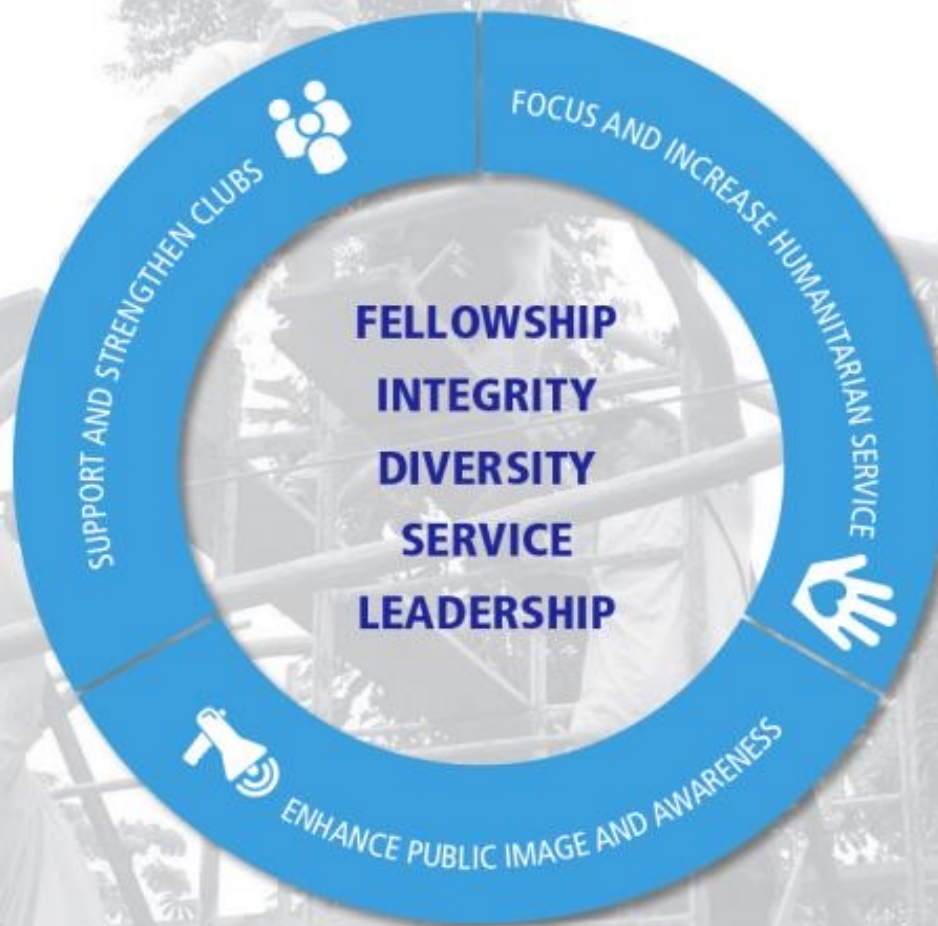 SUPPORT AND STRENGTHEN CLUBS
FOCUS AND INCREASE HUMANITARIAN SERVICE
FELLOWSHIP
INTEGRITY
DIVERSITY
SERVICE
LEADERSHIP
ENHANCE PUBLIC IMAGE AND AWARENESS